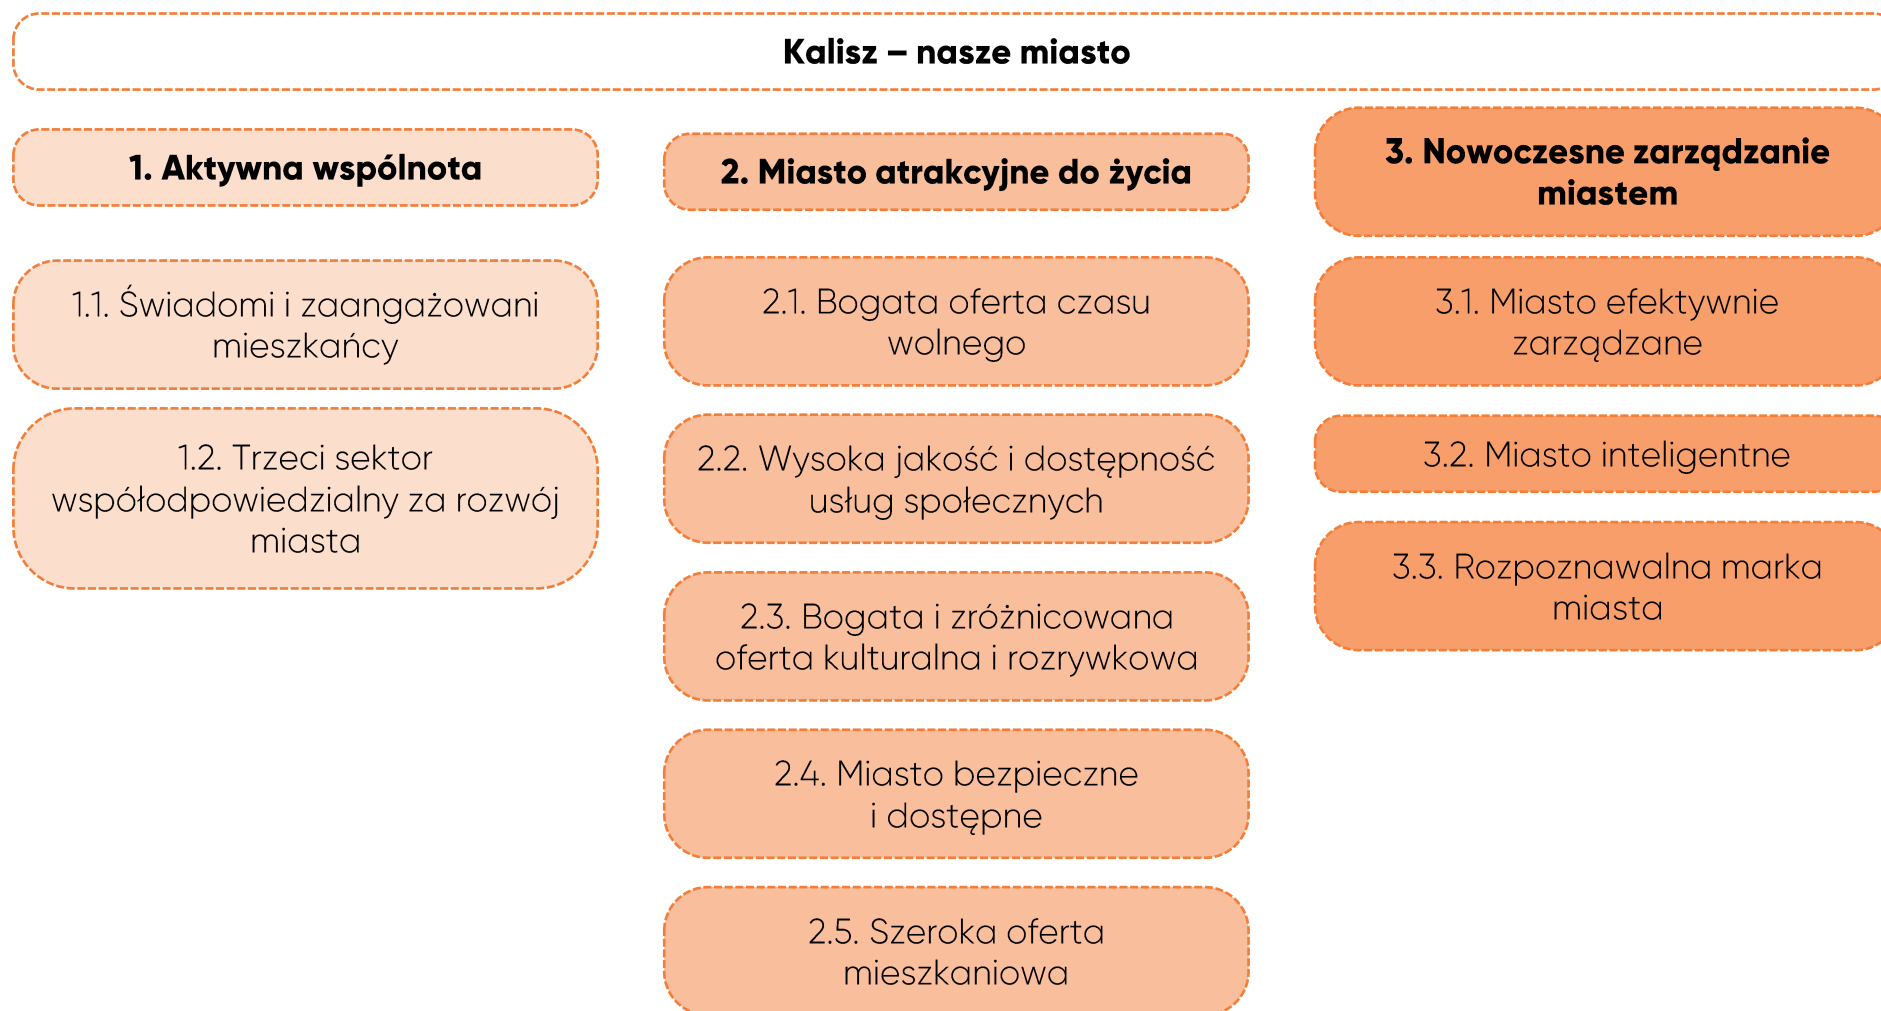 Kalisz – nasze miasto
1. Aktywna wspólnota
1.1. Świadomi i zaangażowani
mieszkańcy
1.2. Trzeci sektor
współodpowiedzialny za rozwój
miasta
2. Miasto atrakcyjne do życia
2.1. Bogata oferta czasu
wolnego
2.2. Wysoka jakość i dostępność
usług społecznych
2.3. Bogata i zróżnicowana
oferta kulturalna i rozrywkowa
2.4. Miasto bezpieczne
i dostępne
2.5. Szeroka oferta
mieszkaniowa
3. Nowoczesne zarządzanie
miastem
3.1. Miasto efektywnie
zarządzane
3.2. Miasto inteligentne
3.3. Rozpoznawalna marka
miasta